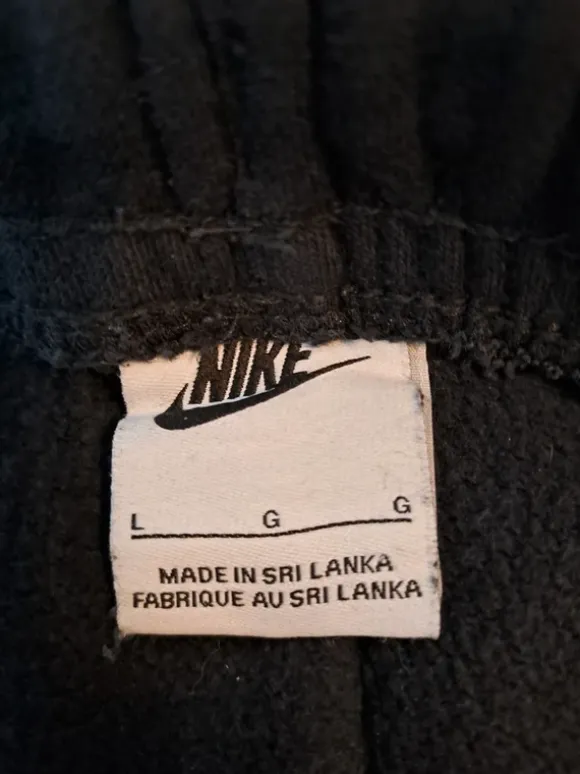 NIKE
L G G
MADE IN SRI LANKA
FABRIQUE AU SRI LANKA